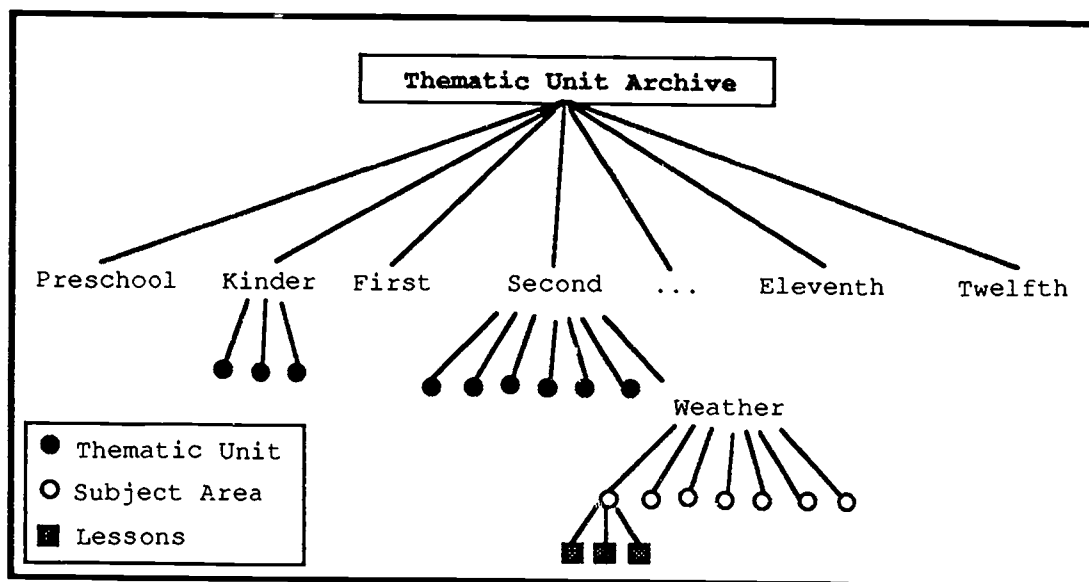 Thematic Unit Archive
Preschool Kinder First Second ... Eleventh Twelfth
Weather
Thematic Unit
Subject Area
Lessons